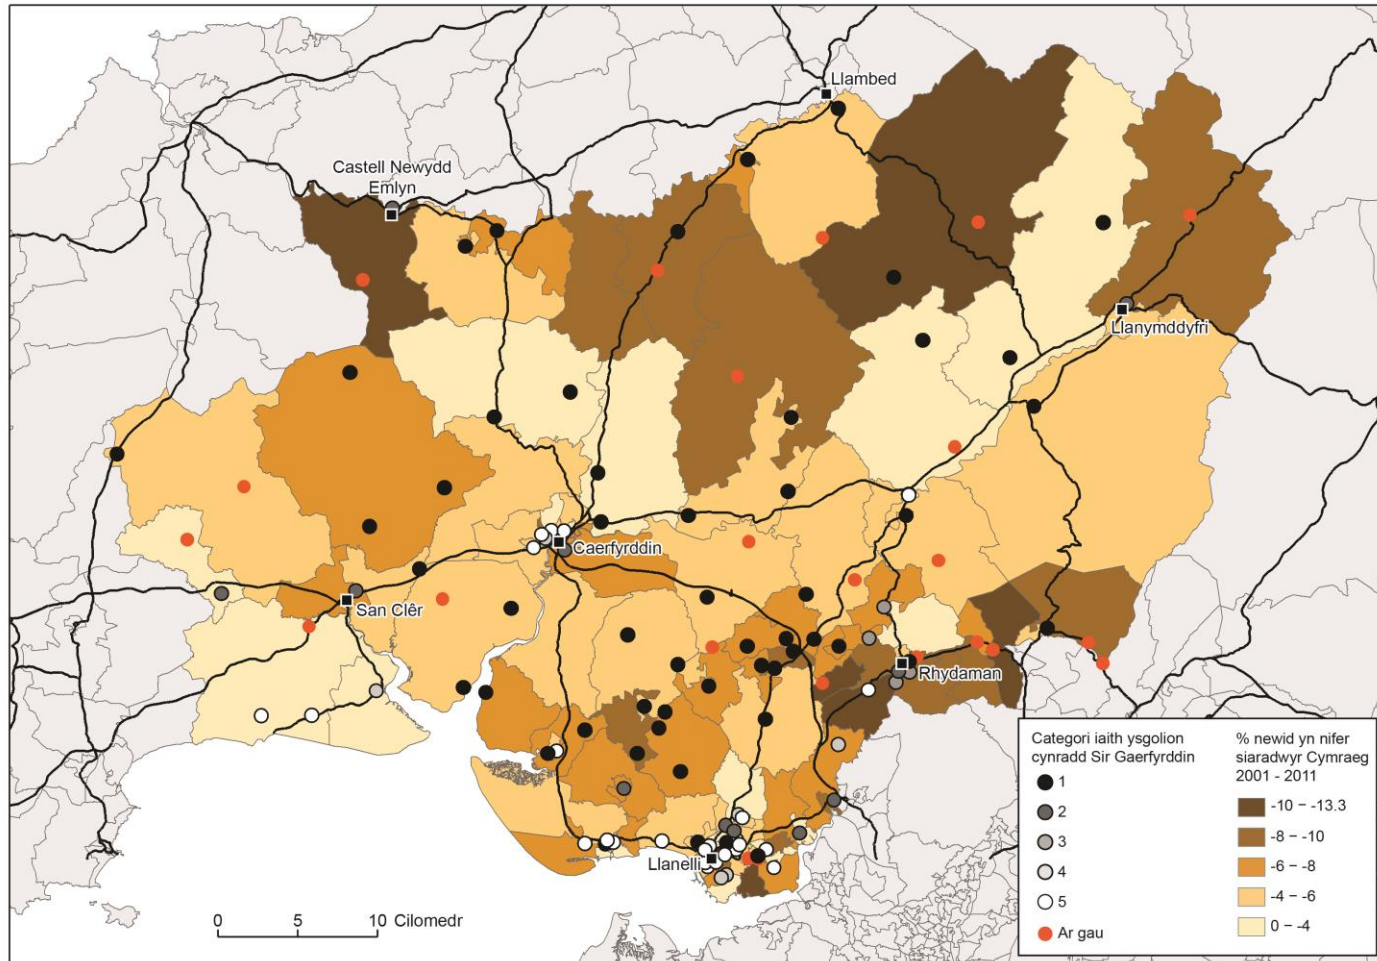 Llambed
Castell Newydd
Emlyn
Llanymddyfri
Caerfyrddin
San Clêr
Rhydaman
Llanelli
0 5 10 Cilomedr
Categori iaith ysgolion
cynradd Sir Gaerfyrddin
1
2
3
4
5
Ar gau
% newid yn nifer
siaradwyr Cymraeg
2001 - 2011
-10 – -13.3
-8 – -10
-6 – -8
-4 – -6
0 – -4